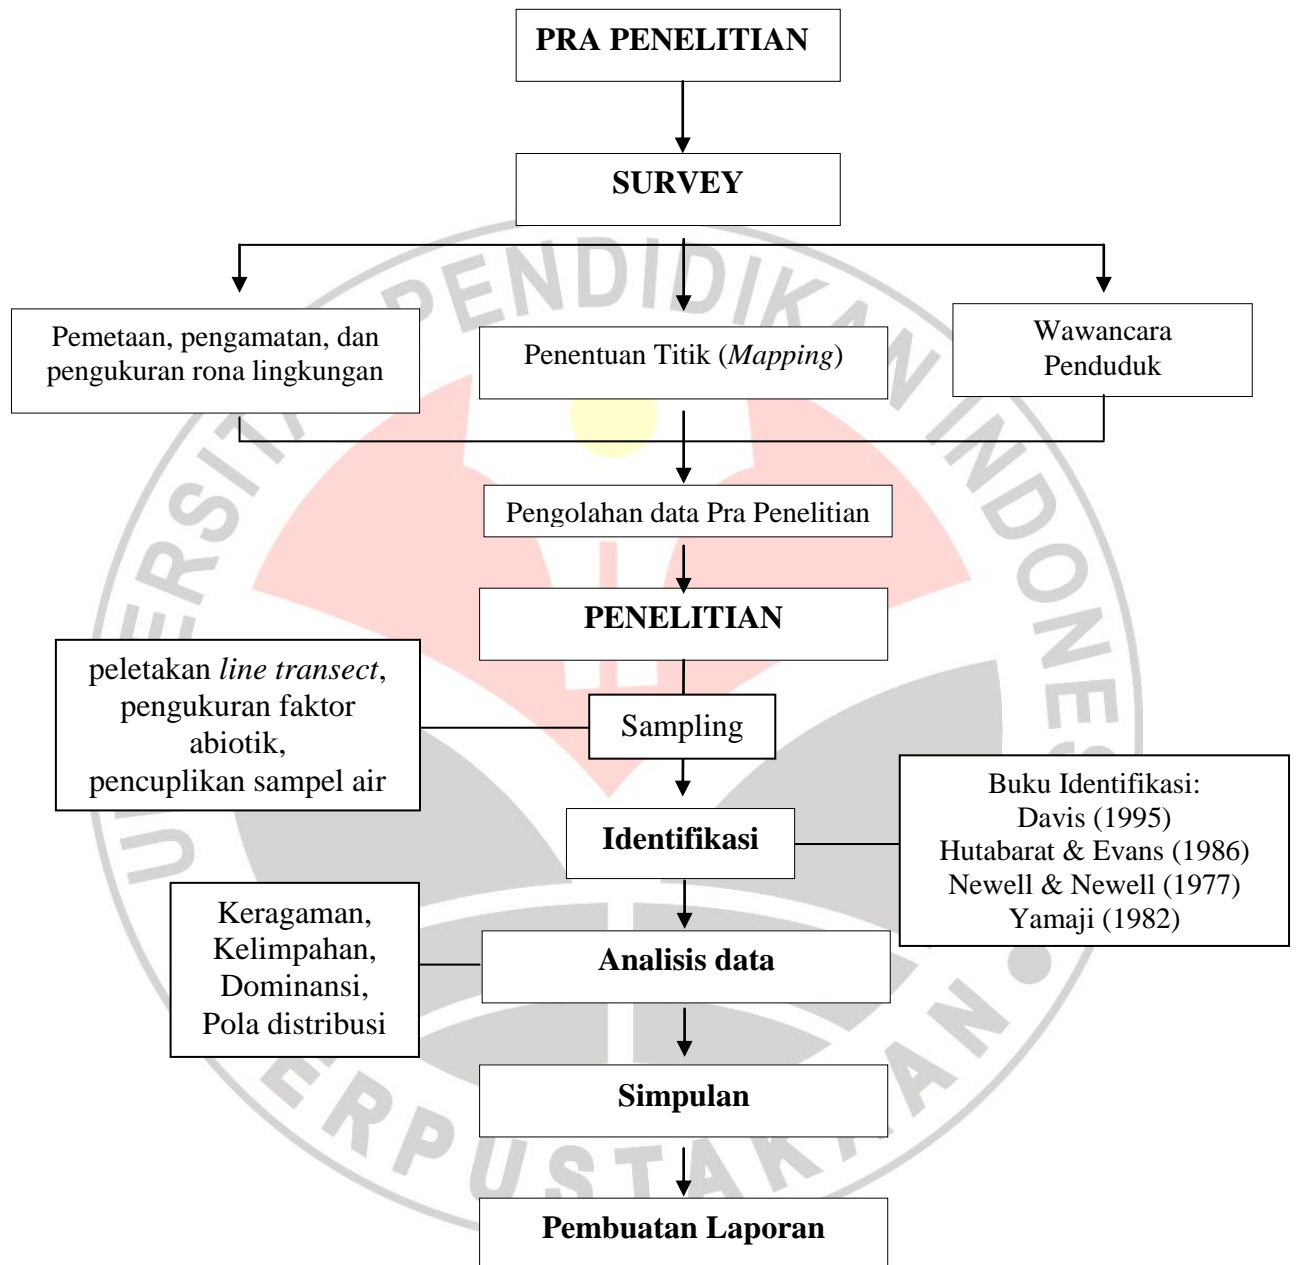 PRA PENELITIAN
SURVEY
Pemetaan, pengamatan, dan
pengukuran rona lingkungan
Penentuan Titik (Mapping)
Wawancara
Penduduk
Pengolahan data Pra Penelitian
PENELITIAN
peletakan line transect,
pengukuran faktor
abiotik,
pencuplikan sampel air
Sampling
Identifikasi
Buku Identifikasi:
Davis (1995)
Hutabarat & Evans (1986)
Newell & Newell (1977)
Yamaji (1982)
Keragaman,
Kelimpahan,
Dominansi,
Pola distribusi
Analisis data
Simpulan
Pembuatan Laporan